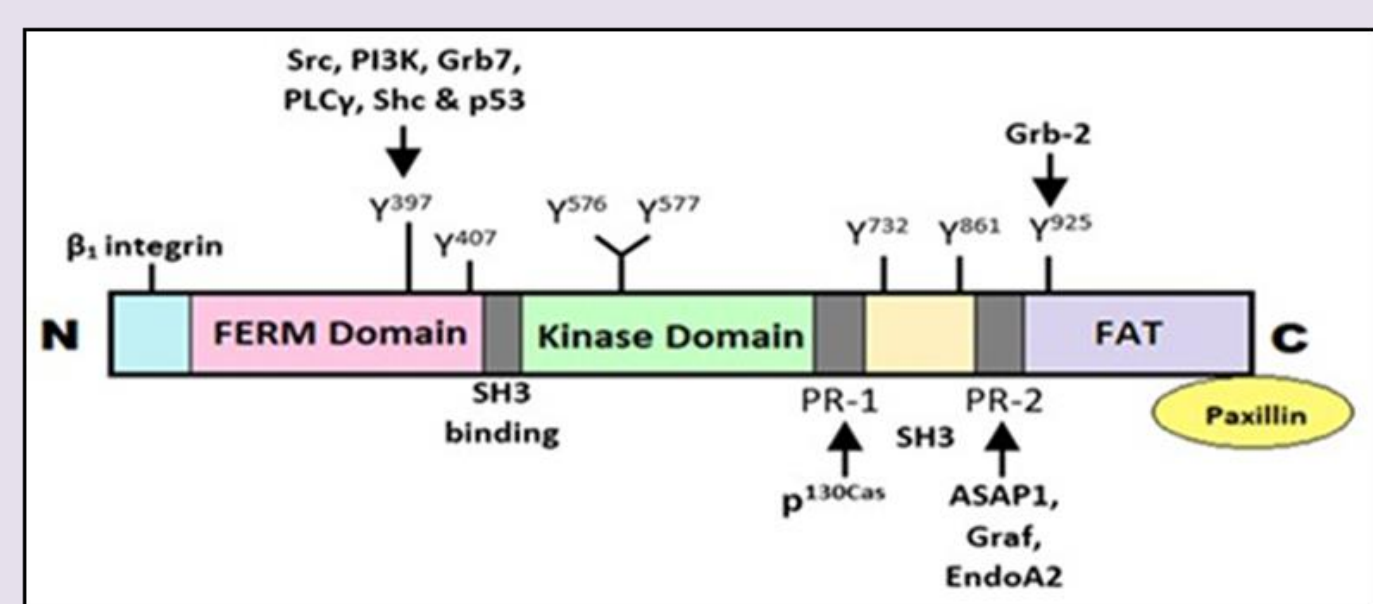 Src, PI3K, Grb7,
PLCγ, Shc & p53
Grb-2
Y³⁹⁷
Y⁴⁰⁷
Y⁵⁷⁶
Y⁵⁷⁷
Y⁷³²
Y⁸⁶¹
Y⁹²⁵
β₁ integrin
N
FERM Domain
Kinase Domain
FAT
C
SH3
binding
PR-1
PR-2
Paxillin
SH3
p¹³⁰ᶜᵃˢ
ASAP1,
Graf,
EndoA2